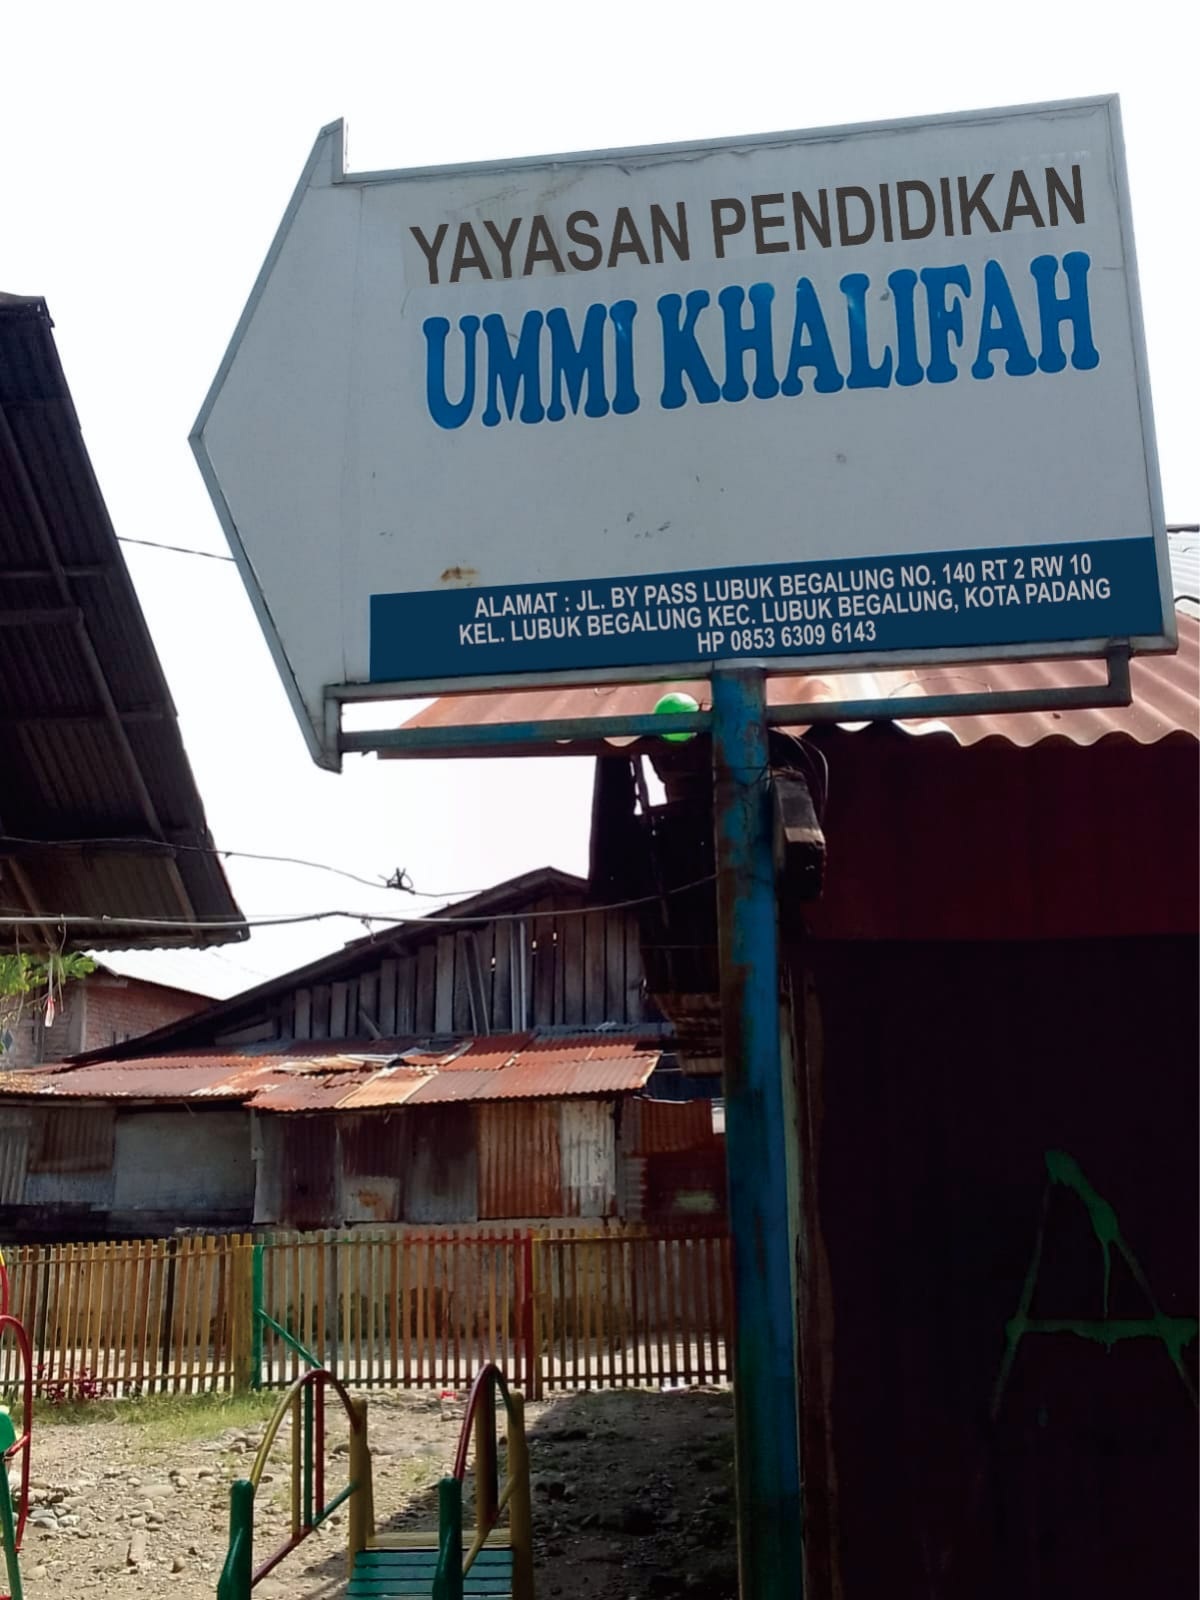 YAYASAN PENDIDIKAN
UMMI KHALIFAH
ALAMAT : JL. BY PASS LUBUK BEGALUNG NO. 140 RT 2 RW 10
KEL. LUBUK BEGALUNG KEC. LUBUK BEGALUNG, KOTA PADANG
HP 0853 6309 6143
A